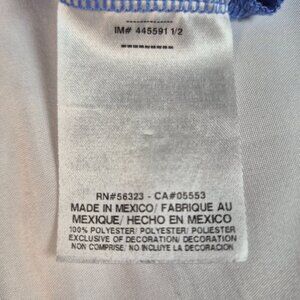 IM# 445591 1/2
RN#56323 - CA#05553
MADE IN MEXICO/ FABRIQUE AU
MEXIQUE/ HECHO EN MEXICO
100% POLYESTER/ POLYESTER/ POLIESTER
EXCLUSIVE OF DECORATION/ DECORATION
NON COMPRISE/ NO INCLUYE LA DECORACION